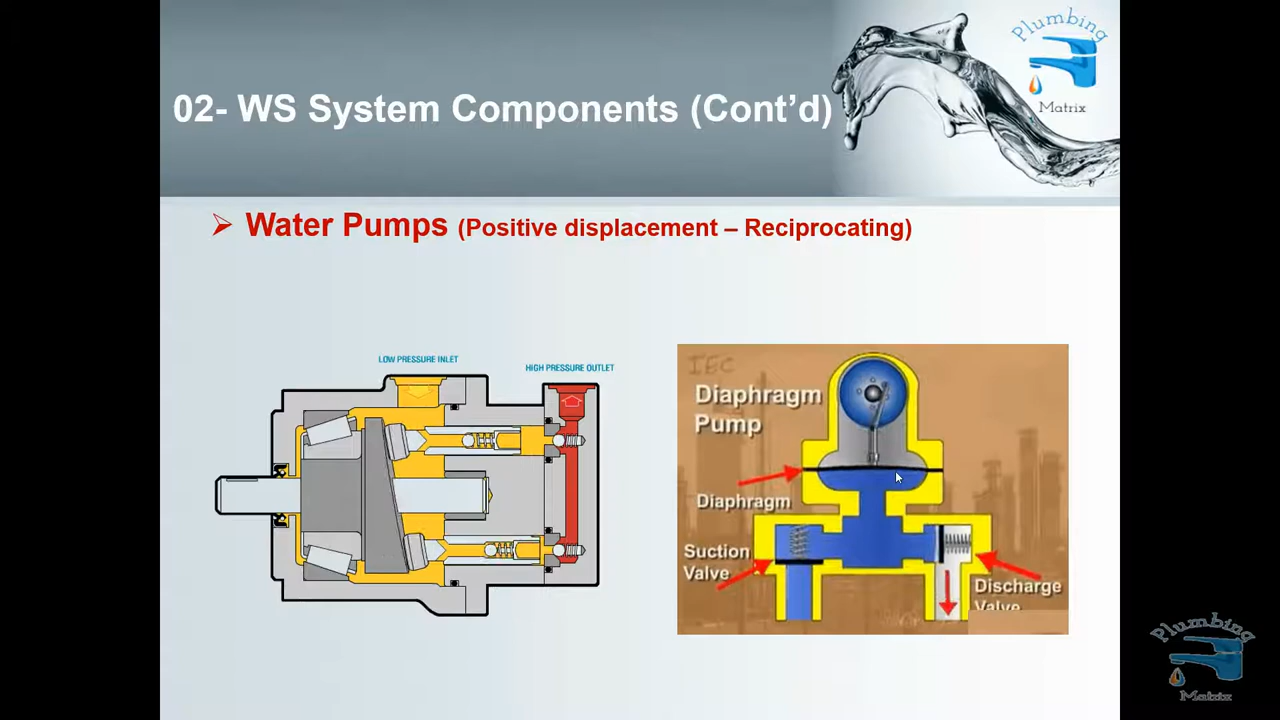 Plumbing
Matrix
02- WS System Components (Cont’d)
Water Pumps (Positive displacement – Reciprocating)
LOW PRESSURE INLET
HIGH PRESSURE OUTLET
IEC
Diaphragm
Pump
Diaphragm
Suction
Valve
Discharge
Valve
Plumbing
Matrix